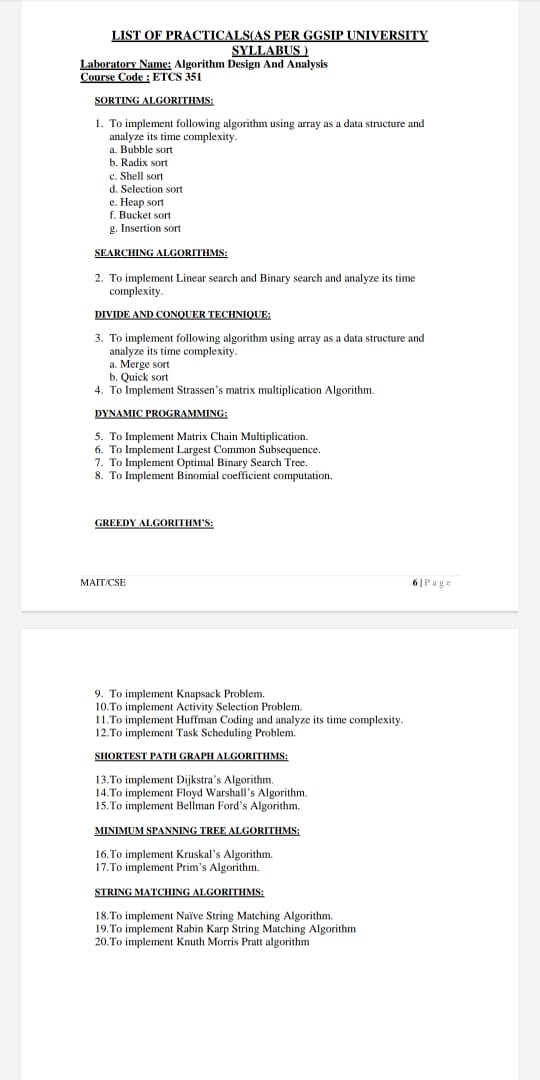 LIST OF PRACTICALS(AS PER GGSIP UNIVERSITY
SYLLABUS )
Laboratory Name: Algorithm Design And Analysis
Course Code : ETCS 351
SORTING ALGORITHMS:
1. To implement following algorithm using array as a data structure and
analyze its time complexity.
a. Bubble sort
b. Radix sort
c. Shell sort
d. Selection sort
e. Heap sort
f. Bucket sort
g. Insertion sort
SEARCHING ALGORITHMS:
2. To implement Linear search and Binary search and analyze its time
complexity.
DIVIDE AND CONQUER TECHNIQUE:
3. To implement following algorithm using array as a data structure and
analyze its time complexity.
a. Merge sort
b. Quick sort
4. To Implement Strassen's matrix multiplication Algorithm.
DYNAMIC PROGRAMMING:
5. To Implement Matrix Chain Multiplication.
6. To Implement Largest Common Subsequence.
7. To Implement Optimal Binary Search Tree.
8. To Implement Binomial coefficient computation.
GREEDY ALGORITHM'S:
MAIT/CSE 6 | P a g e
9. To implement Knapsack Problem.
10.To implement Activity Selection Problem.
11.To implement Huffman Coding and analyze its time complexity.
12.To implement Task Scheduling Problem.
SHORTEST PATH GRAPH ALGORITHMS:
13.To implement Dijkstra's Algorithm.
14.To implement Floyd Warshall's Algorithm.
15.To implement Bellman Ford's Algorithm.
MINIMUM SPANNING TREE ALGORITHMS:
16.To implement Kruskal's Algorithm.
17.To implement Prim's Algorithm.
STRING MATCHING ALGORITHMS:
18.To implement Naïve String Matching Algorithm.
19.To implement Rabin Karp String Matching Algorithm
20.To implement Knuth Morris Pratt algorithm